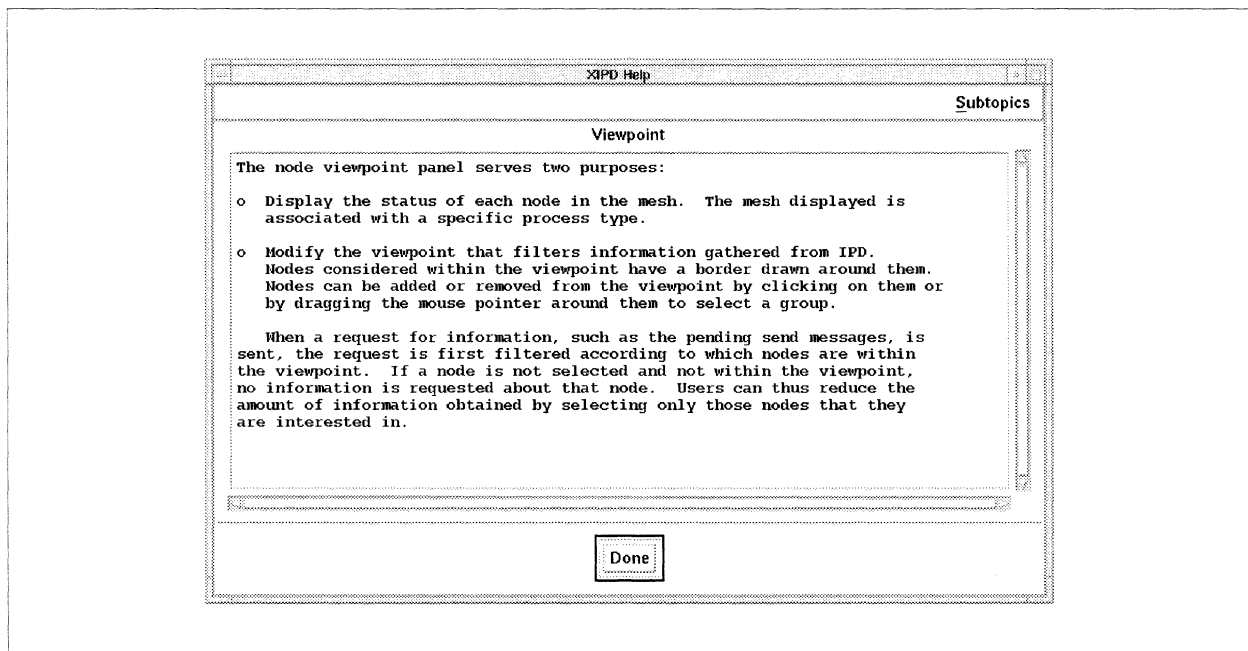 XIPD Help
Subtopics
Viewpoint
The node viewpoint panel serves two purposes:
o  Display the status of each node in the mesh.  The mesh displayed is
associated with a specific process type.
o  Modify the viewpoint that filters information gathered from IPD.
Nodes considered within the viewpoint have a border drawn around them.
Nodes can be added or removed from the viewpoint by clicking on them or
by dragging the mouse pointer around them to select a group.
When a request for information, such as the pending send messages, is
sent, the request is first filtered according to which nodes are within
the viewpoint.  If a node is not selected and not within the viewpoint,
no information is requested about that node.  Users can thus reduce the
amount of information obtained by selecting only those nodes that they
are interested in.
Done